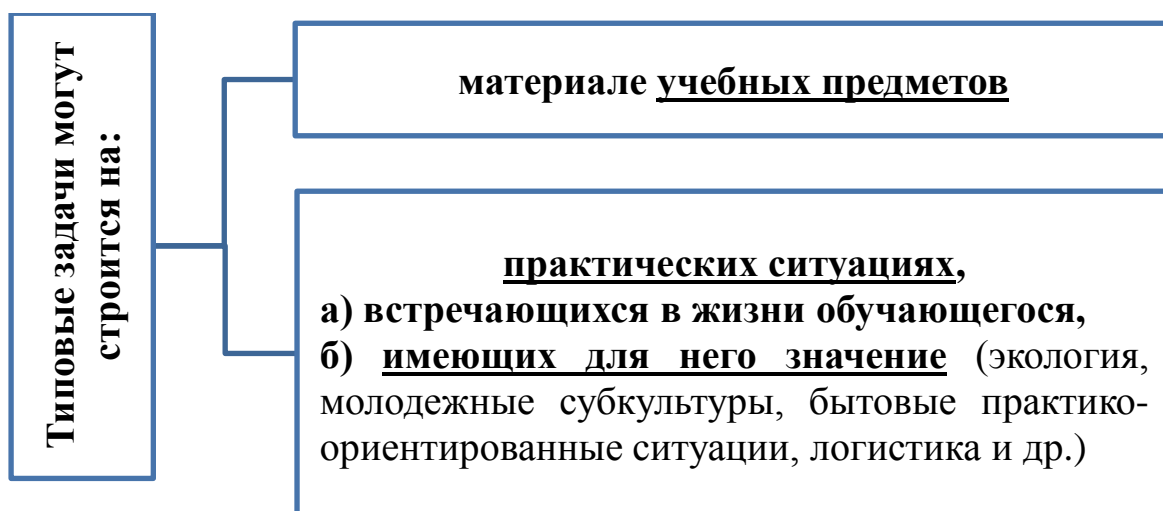 Типовые задачи могут
строится на:
материале учебных предметов
практических ситуациях,
а) встречающихся в жизни обучающегося,
б) имеющих для него значение (экология,
молодежные субкультуры, бытовые практико-
ориентированные ситуации, логистика и др.)